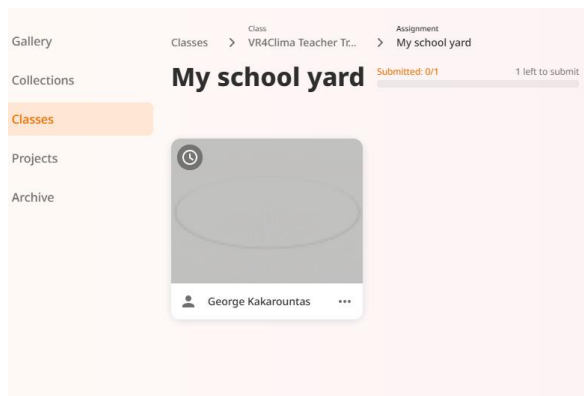 Gallery
Collections
Classes
Projects
Archive
Class
Assignment
Classes > VR4Clima Teacher Tr... > My school yard
My school yard
Submitted: 0/1
1 left to submit
George Kakarountas